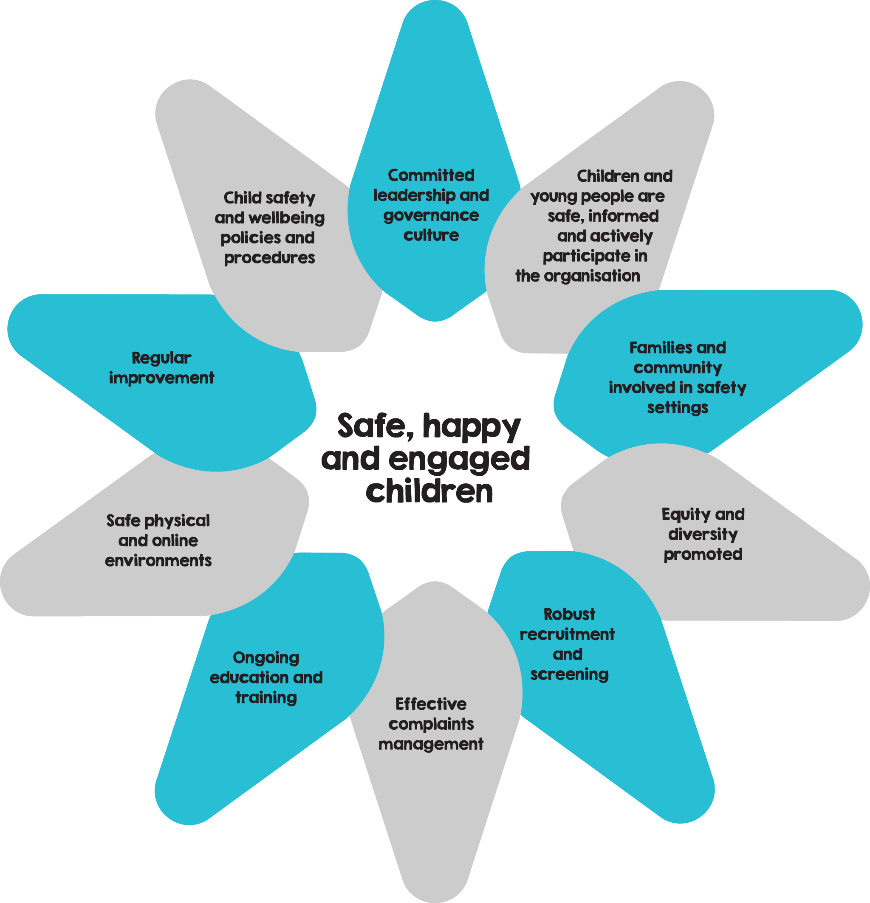 Committed
leadership and
governance
culture
Children and
young people are
safe, informed
and actively
participate in
the organisation
Families and
community
involved in safety
settings
Equity and
diversity
promoted
Robust
recruitment
and
screening
Effective
complaints
management
Ongoing
education and
training
Safe physical
and online
environments
Regular
improvement
Child safety
and wellbeing
policies and
procedures
Safe, happy
and engaged
children